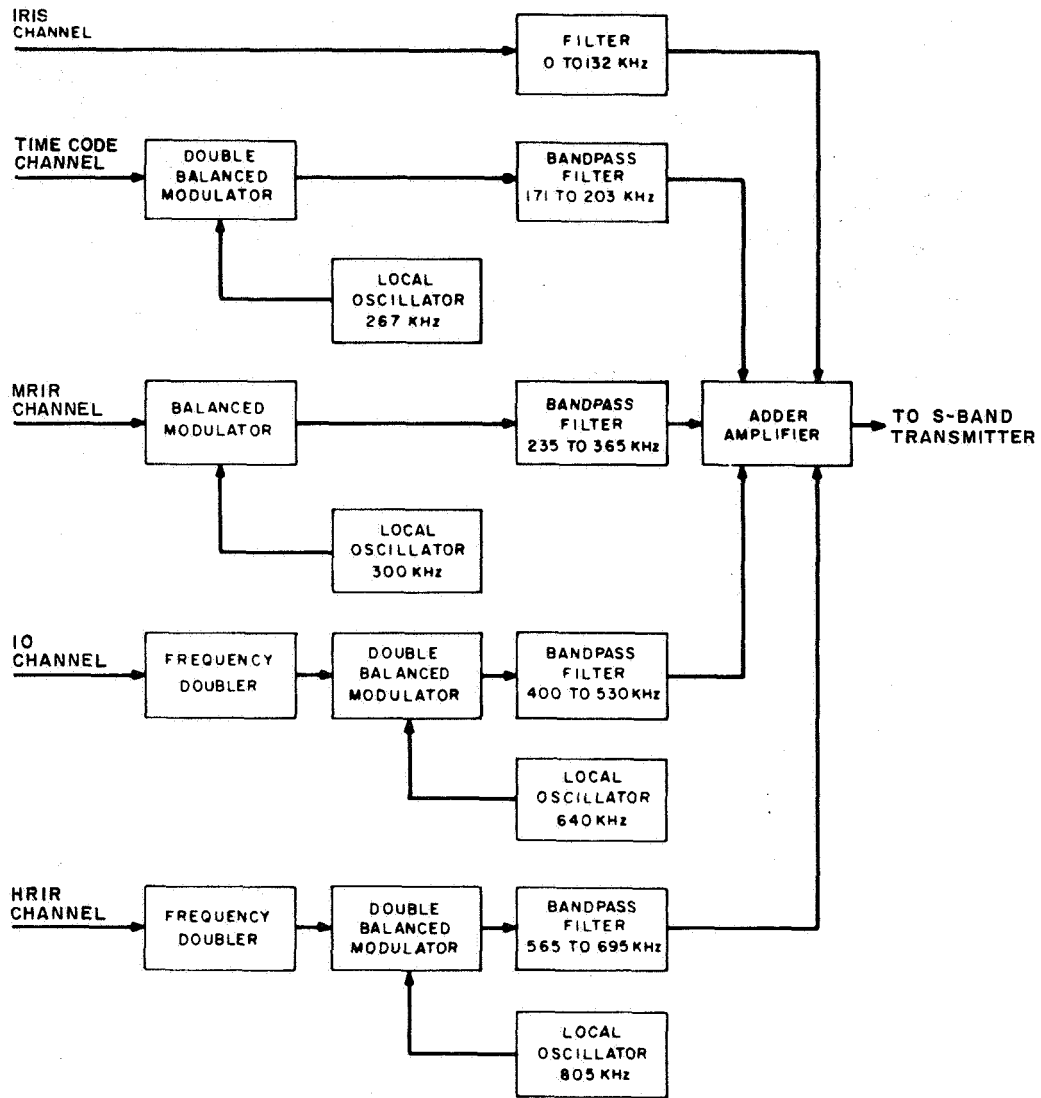 IRIS
CHANNEL
FILTER
0 TO 132 KHz
TIME CODE
CHANNEL
DOUBLE
BALANCED
MODULATOR
BANDPASS
FILTER
171 TO 203 KHz
LOCAL
OSCILLATOR
267 KHz
MRIR
CHANNEL
BALANCED
MODULATOR
BANDPASS
FILTER
235 TO 365 KHz
ADDER
AMPLIFIER
TO S-BAND
TRANSMITTER
LOCAL
OSCILLATOR
300 KHz
IO
CHANNEL
FREQUENCY
DOUBLER
DOUBLE
BALANCED
MODULATOR
BANDPASS
FILTER
400 TO 530 KHz
LOCAL
OSCILLATOR
640 KHz
HRIR
CHANNEL
FREQUENCY
DOUBLER
DOUBLE
BALANCED
MODULATOR
BANDPASS
FILTER
565 TO 695 KHz
LOCAL
OSCILLATOR
805 KHz